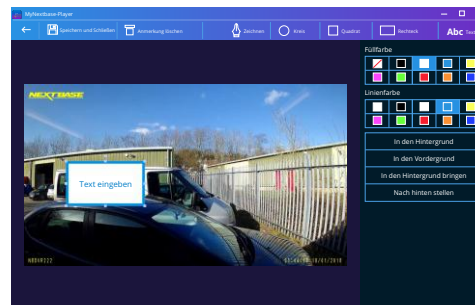 MyNextbase-Player
Speichern und Schließen
Anmerkung löschen
Zeichnen
Kreis
Quadrat
Rechteck
Abc Text
Füllfarbe
NEXTBASE
Linienfarbe
In den Hintergrund
In den Vordergrund
In den Hintergrund bringen
Nach hinten stellen
Text eingeben